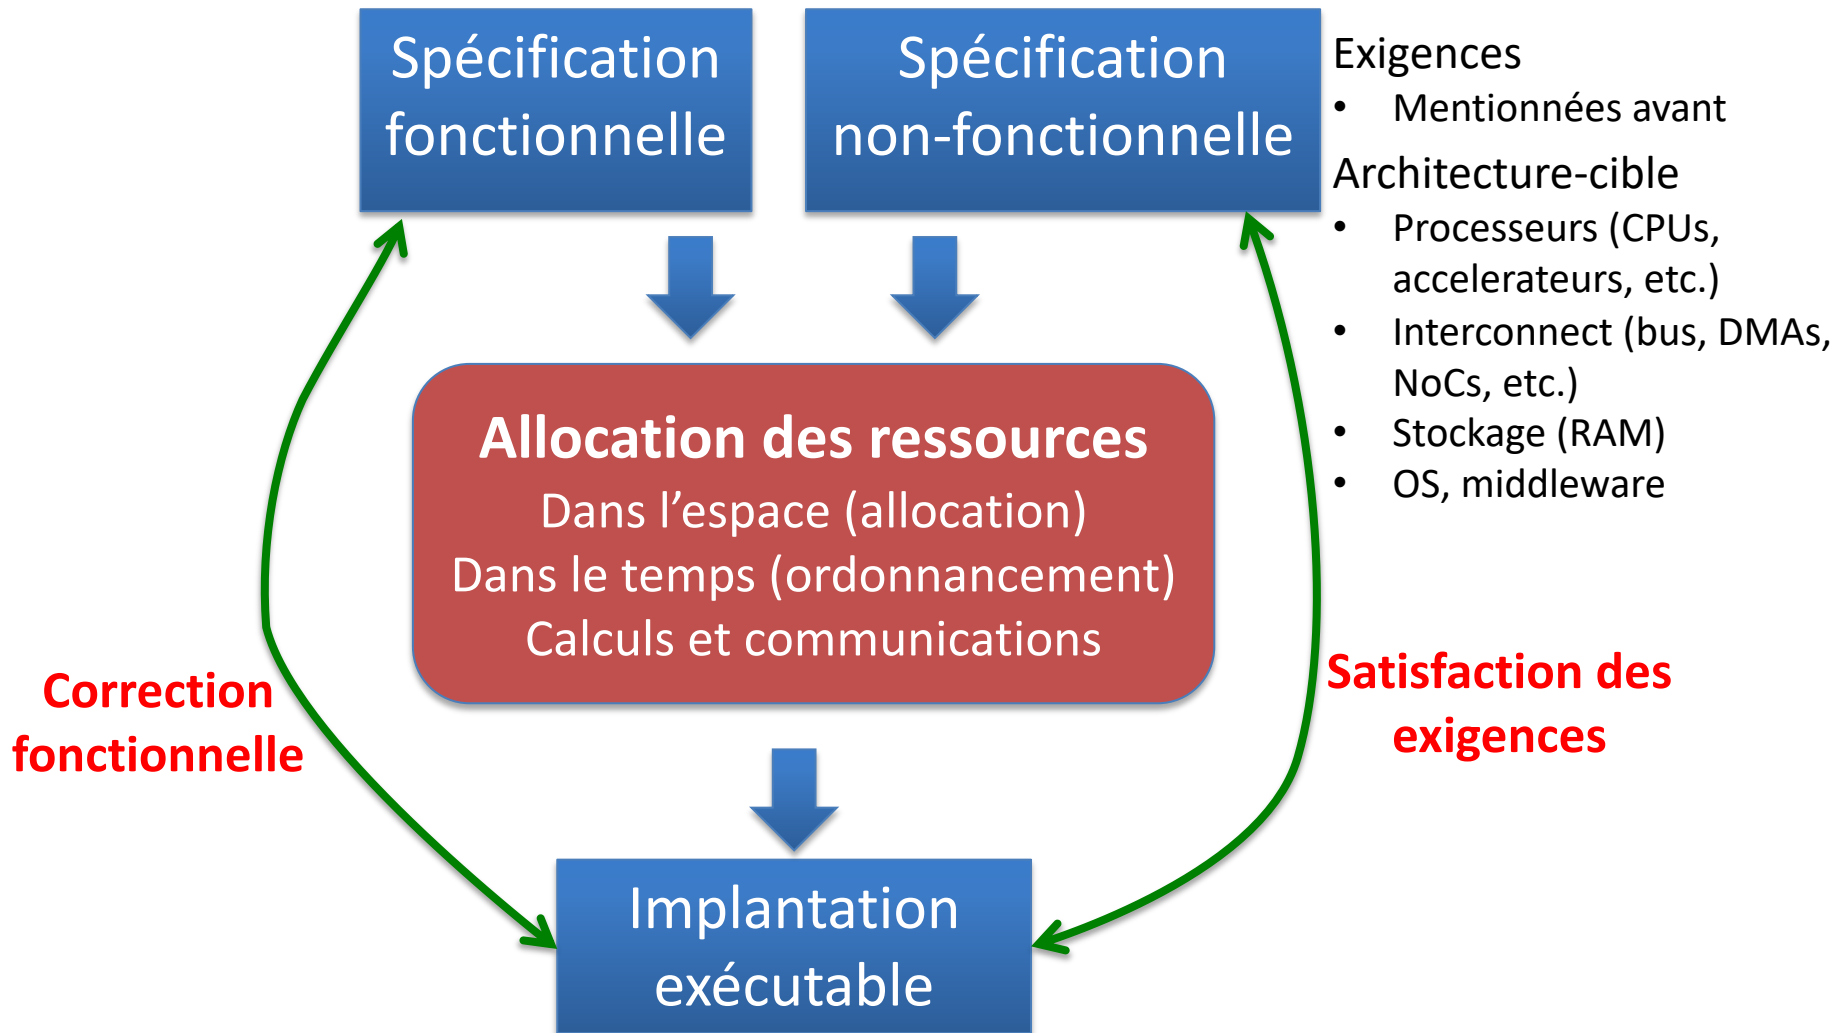 Spécification
fonctionnelle
Spécification
non-fonctionnelle
Exigences
• Mentionnées avant
Architecture-cible
• Processeurs (CPUs,
accelerateurs, etc.)
• Interconnect (bus, DMAs,
NoCs, etc.)
• Stockage (RAM)
• OS, middleware
Allocation des ressources
Dans l’espace (allocation)
Dans le temps (ordonnancement)
Calculs et communications
Correction
fonctionnelle
Satisfaction des
exigences
Implantation
exécutable